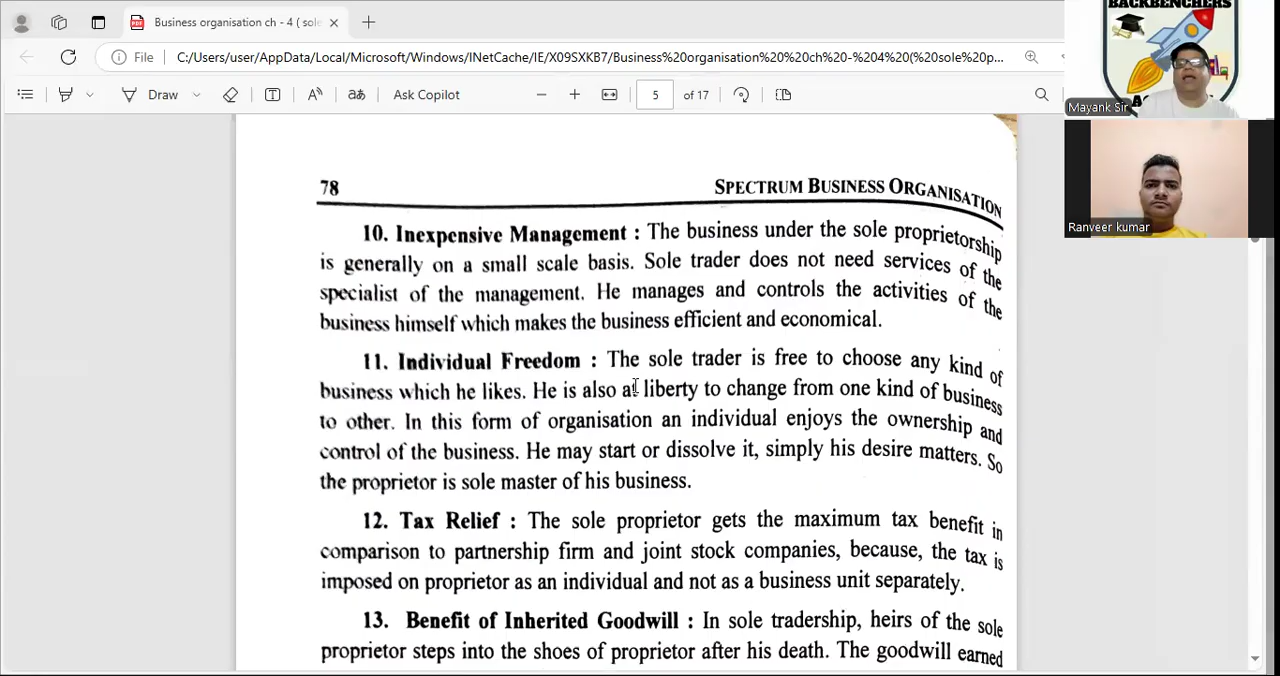 Business organisation ch - 4 ( sole
File
C:/Users/user/AppData/Local/Microsoft/Windows/INetCache/IE/X09SXKB7/Business%20organisation%20%20ch%20-%204%20(%20sole%20p...
Draw
Ask Copilot
5 of 17
BACKBENCHERS
Mayank Sir
Ranveer kumar
78 SPECTRUM BUSINESS ORGANISATION
10. Inexpensive Management : The business under the sole proprietorship
is generally on a small scale basis. Sole trader does not need services of the
specialist of the management. He manages and controls the activities of the
business himself which makes the business efficient and economical.
11. Individual Freedom : The sole trader is free to choose any kind of
business which he likes. He is also at liberty to change from one kind of business
to other. In this form of organisation an individual enjoys the ownership and
control of the business. He may start or dissolve it, simply his desire matters. So
the proprietor is sole master of his business.
12. Tax Relief : The sole proprietor gets the maximum tax benefit in
comparison to partnership firm and joint stock companies, because, the tax is
imposed on proprietor as an individual and not as a business unit separately.
13. Benefit of Inherited Goodwill : In sole tradership, heirs of the sole
proprietor steps into the shoes of proprietor after his death. The goodwill earned